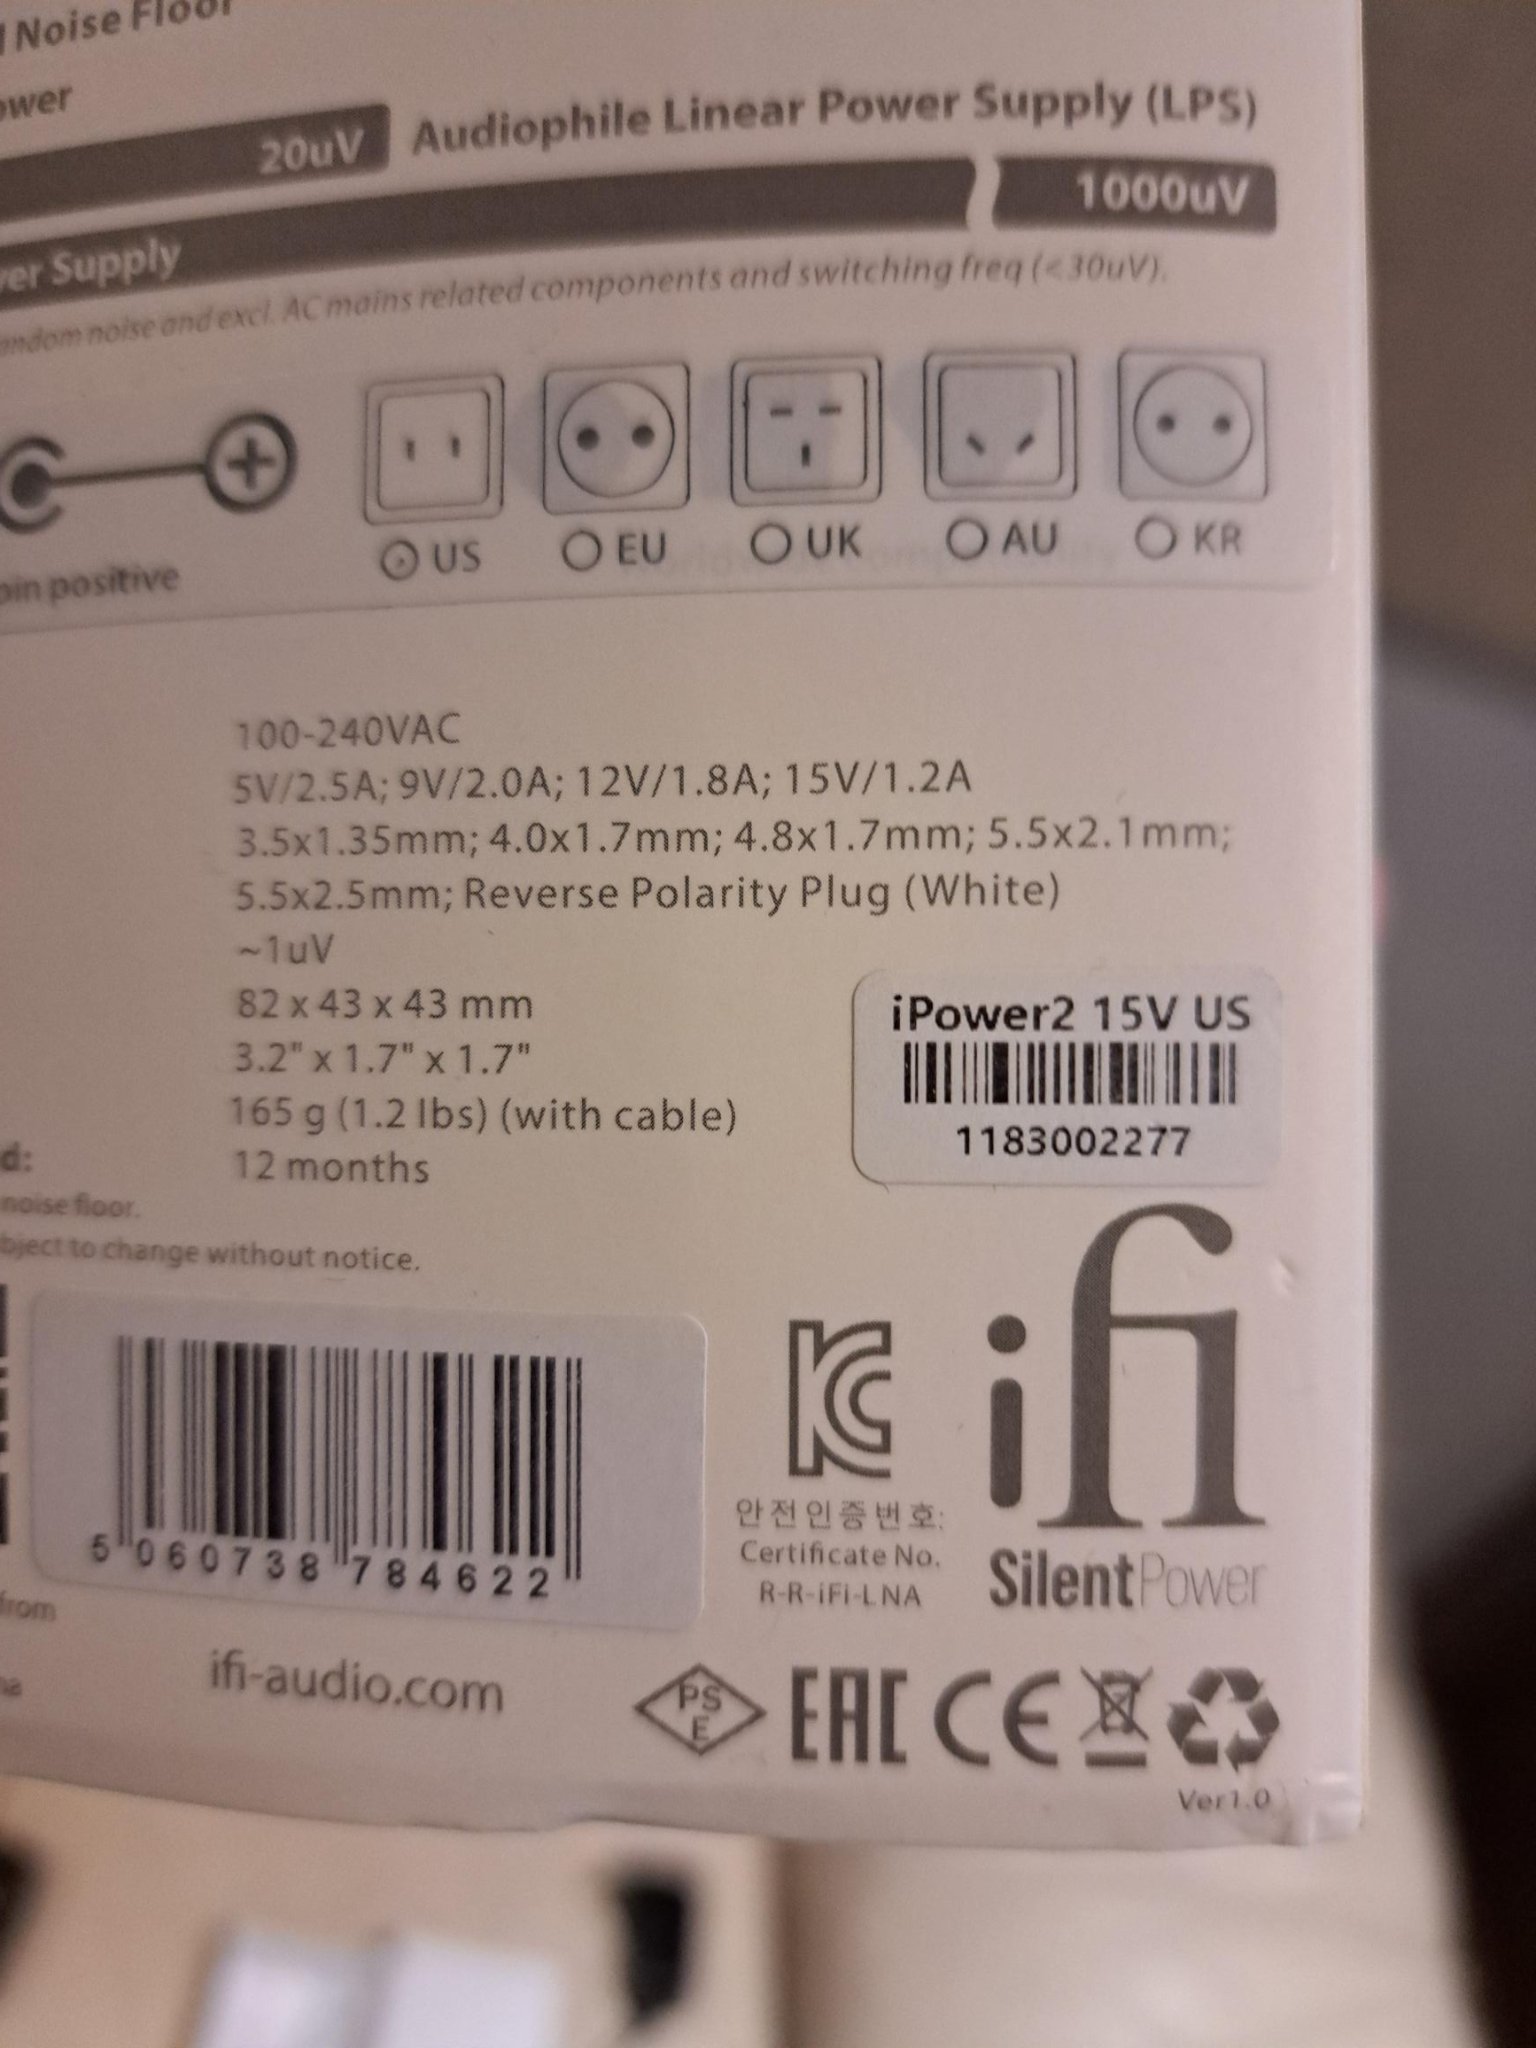 Noise Floor
ower
20uV
Audiophile Linear Power Supply (LPS)
1000uV
ver Supply
andom noise and excl. AC mains related components and switching freq (<30uV).
US EU UK AU KR
pin positive
100-240VAC
5V/2.5A; 9V/2.0A; 12V/1.8A; 15V/1.2A
3.5x1.35mm; 4.0x1.7mm; 4.8x1.7mm; 5.5x2.1mm;
5.5x2.5mm; Reverse Polarity Plug (White)
~1uV
82 x 43 x 43 mm
3.2" x 1.7" x 1.7"
165 g (1.2 lbs) (with cable)
d:
12 months
noise floor.
bject to change without notice.
iPower2 15V US
1183002277
5 060738 784622
안전인증번호:
Certificate No.
R-R-iFi-LNA
ifi
SilentPower
from
na
ifi-audio.com
PS
E
EAC CE
Ver1.0